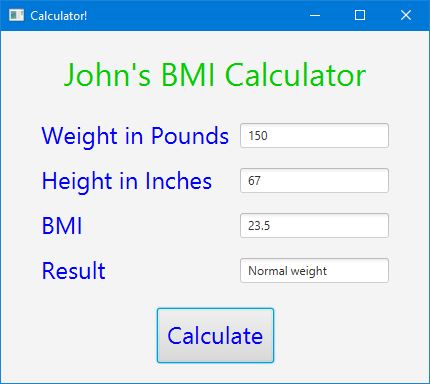 Calculator!
John's BMI Calculator
Weight in Pounds 150
Height in Inches 67
BMI 23.5
Result Normal weight
Calculate